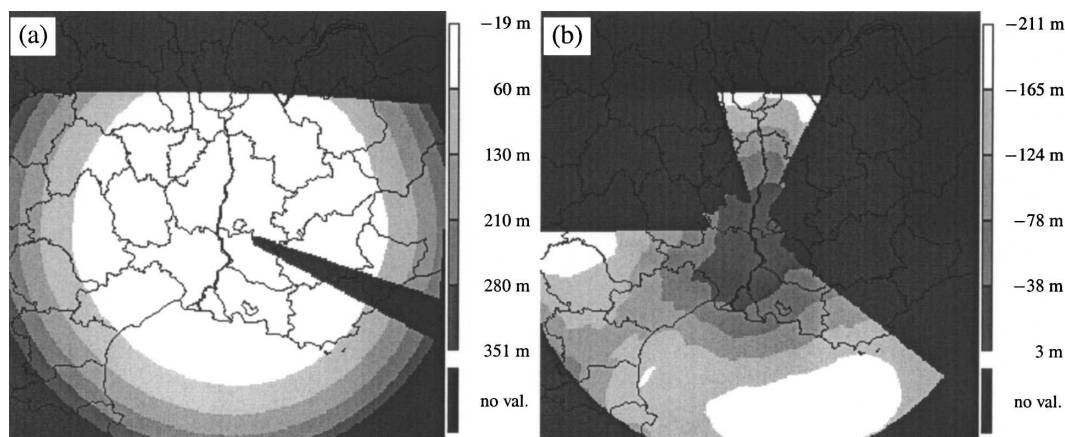 (a)
−19 m
60 m
130 m
210 m
280 m
351 m
no val.
(b)
−211 m
−165 m
−124 m
−78 m
−38 m
3 m
no val.